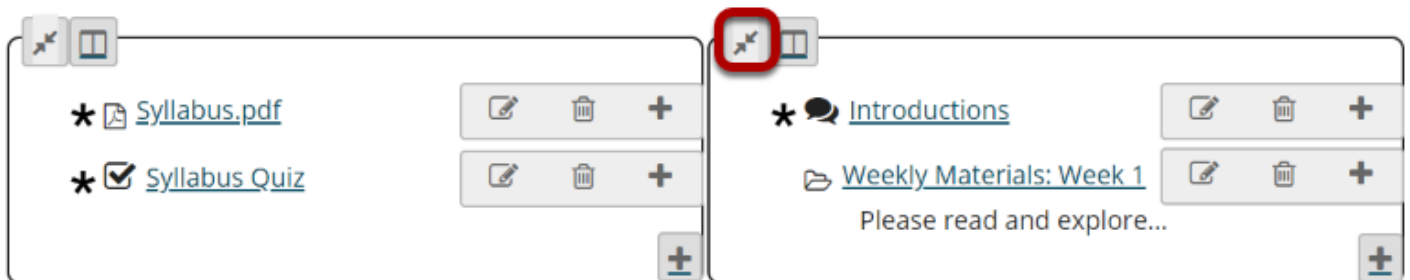 Syllabus.pdf
Syllabus Quiz
Introductions
Weekly Materials: Week 1
Please read and explore...